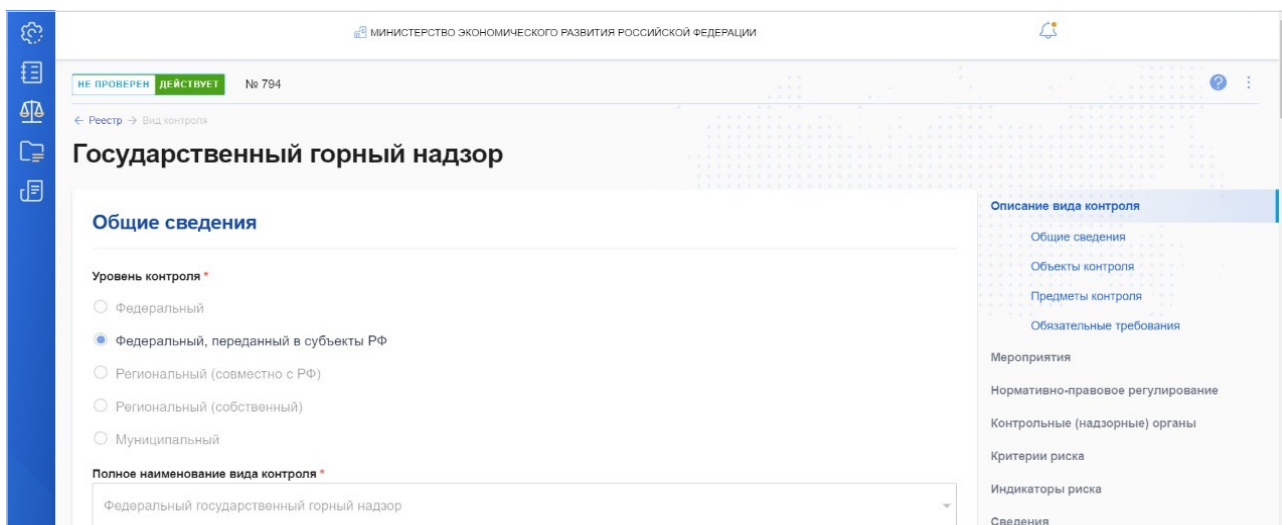 МИНИСТЕРСТВО ЭКОНОМИЧЕСКОГО РАЗВИТИЯ РОССИЙСКОЙ ФЕДЕРАЦИИ
НЕ ПРОВЕРЕН ДЕЙСТВУЕТ № 794
← Реестр → Вид контроля
Государственный горный надзор
Общие сведения
Уровень контроля *
Федеральный
Федеральный, переданный в субъекты РФ
Региональный (совместно с РФ)
Региональный (собственный)
Муниципальный
Полное наименование вида контроля *
Федеральный государственный горный надзор
Описание вида контроля
Общие сведения
Объекты контроля
Предметы контроля
Обязательные требования
Мероприятия
Нормативно-правовое регулирование
Контрольные (надзорные) органы
Критерии риска
Индикаторы риска
Сведения